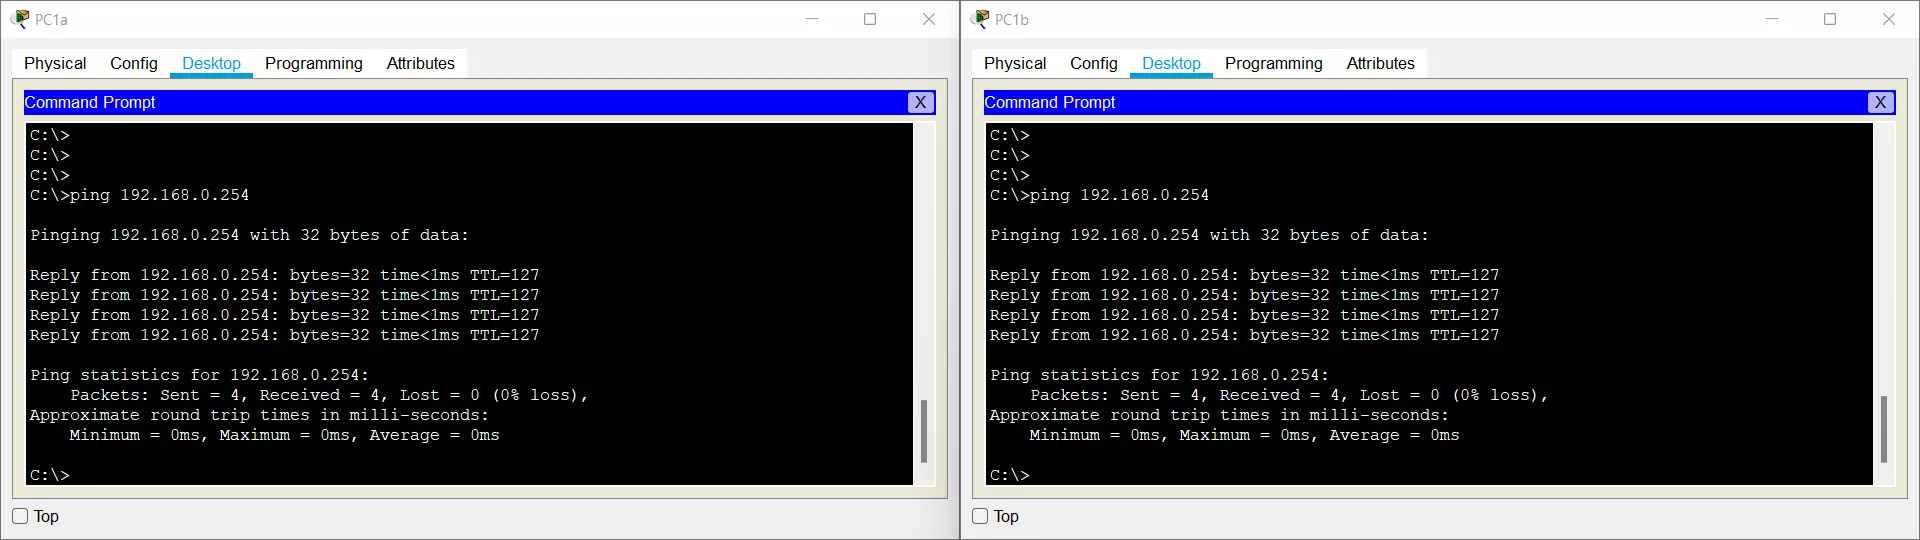 PC1a
Physical Config Desktop Programming Attributes
Command Prompt X
C:\>
C:\>
C:\>
C:\>ping 192.168.0.254
Pinging 192.168.0.254 with 32 bytes of data:
Reply from 192.168.0.254: bytes=32 time<1ms TTL=127
Reply from 192.168.0.254: bytes=32 time<1ms TTL=127
Reply from 192.168.0.254: bytes=32 time<1ms TTL=127
Reply from 192.168.0.254: bytes=32 time<1ms TTL=127
Ping statistics for 192.168.0.254:
Packets: Sent = 4, Received = 4, Lost = 0 (0% loss),
Approximate round trip times in milli-seconds:
Minimum = 0ms, Maximum = 0ms, Average = 0ms
C:\>
Top
PC1b
Physical Config Desktop Programming Attributes
Command Prompt X
C:\>
C:\>
C:\>
C:\>ping 192.168.0.254
Pinging 192.168.0.254 with 32 bytes of data:
Reply from 192.168.0.254: bytes=32 time<1ms TTL=127
Reply from 192.168.0.254: bytes=32 time<1ms TTL=127
Reply from 192.168.0.254: bytes=32 time<1ms TTL=127
Reply from 192.168.0.254: bytes=32 time<1ms TTL=127
Ping statistics for 192.168.0.254:
Packets: Sent = 4, Received = 4, Lost = 0 (0% loss),
Approximate round trip times in milli-seconds:
Minimum = 0ms, Maximum = 0ms, Average = 0ms
C:\>
Top